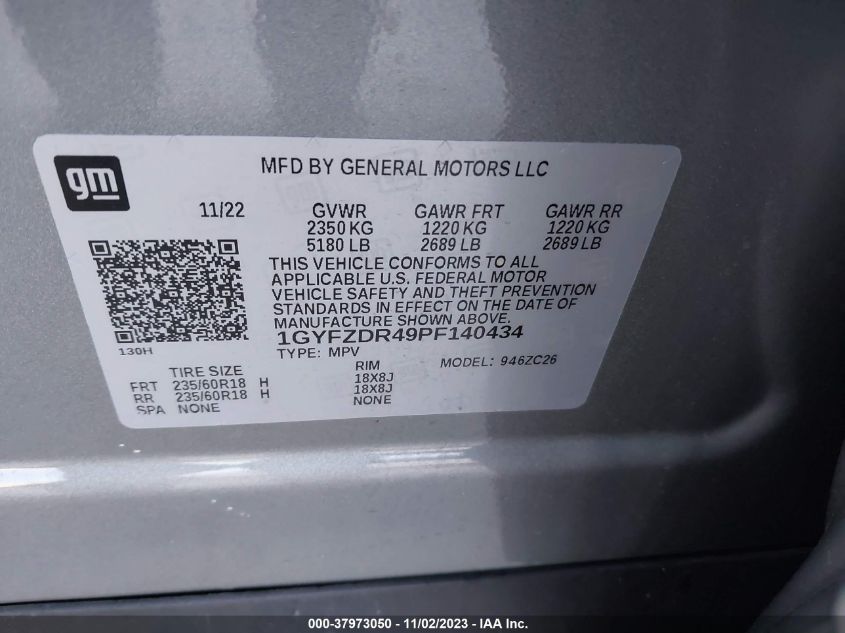 gm
MFD BY GENERAL MOTORS LLC
11/22 GVWR GAWR FRT GAWR RR
2350 KG 1220 KG 1220 KG
5180 LB 2689 LB 2689 LB
THIS VEHICLE CONFORMS TO ALL
APPLICABLE U.S. FEDERAL MOTOR
VEHICLE SAFETY AND THEFT PREVENTION
STANDARDS IN EFFECT ON THE DATE OF
MANUFACTURE SHOWN ABOVE.
1GYFZDR49PF140434
130H
TYPE: MPV MODEL: 946ZC26
TIRE SIZE RIM
FRT 235/60R18 H 18X8J
RR 235/60R18 H 18X8J
SPA NONE NONE
000-37973050 - 11/02/2023 - IAA Inc.